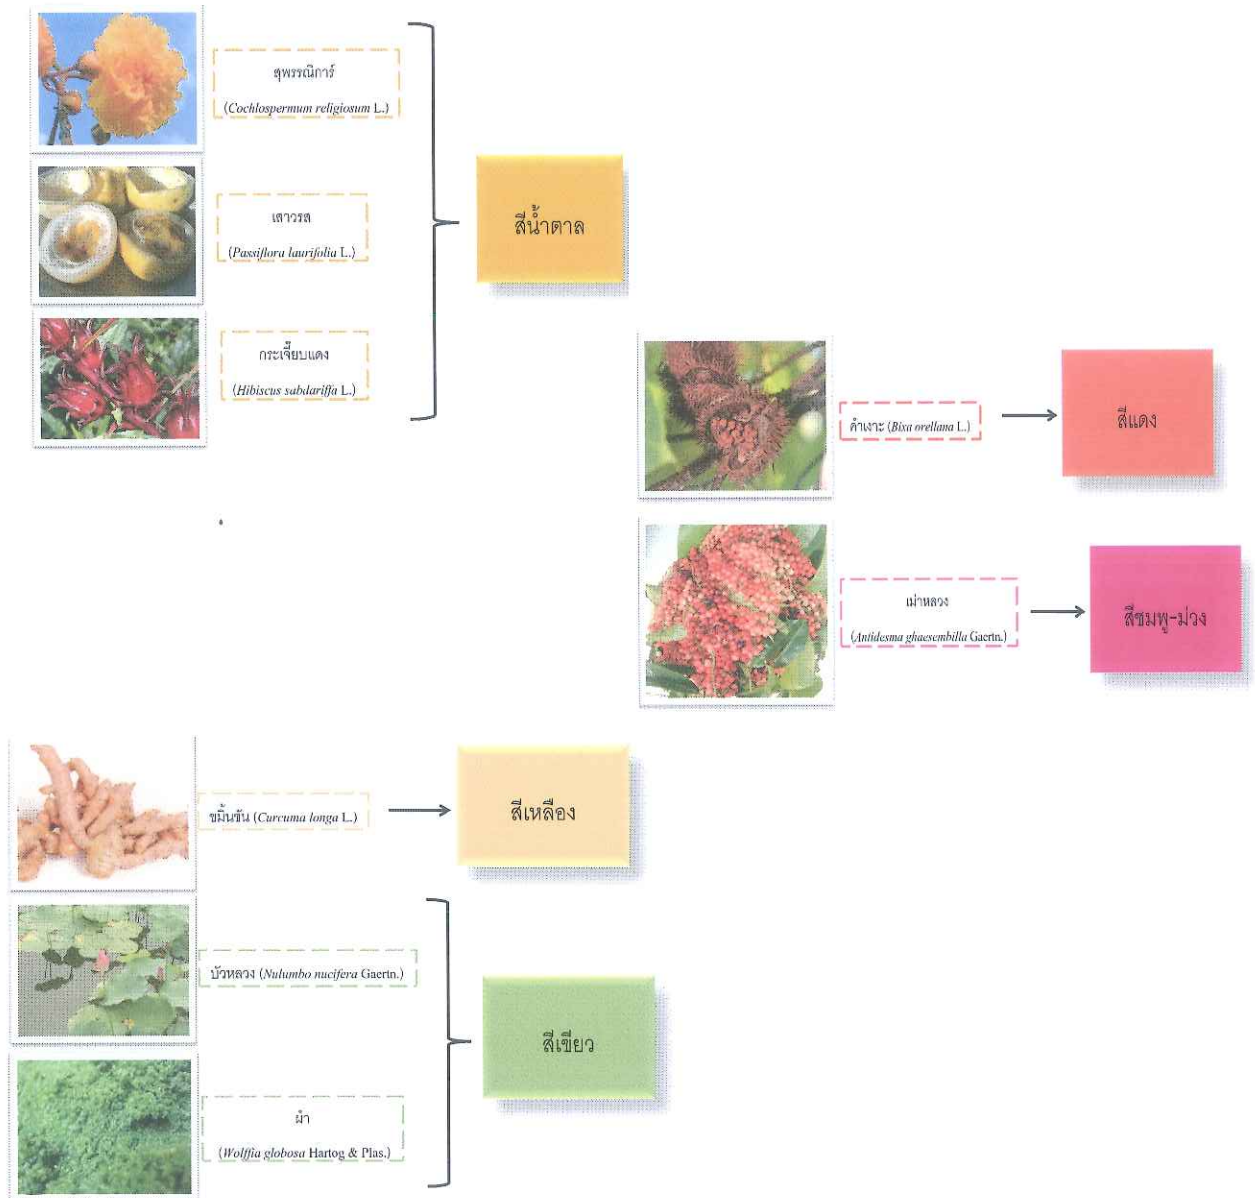 สุพรรณิการ์
(Cochlospermum religiosum L.)
เสาวรส
(Passiflora laurifolia L.)
กระเจี๊ยบแดง
(Hibiscus subdariffa L.)
สีน้ำตาล
คำเงาะ (Bixa orellana L.)
สีแดง
เม่าหลวง
(Antidesma ghaesembilla Gaertn.)
สีชมพู-ม่วง
ขมิ้นชัน (Curcuma longa L.)
สีเหลือง
บัวหลวง (Nulumbo nucifera Gaertn.)
ผำ
(Wolffia globosa Hartog & Plas.)
สีเขียว